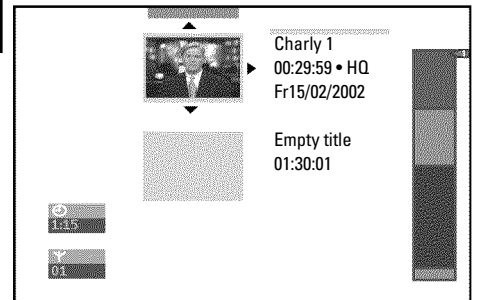 Charly 1
00:29:59 • HQ
Fr15/02/2002
Empty title
01:30:01
1:15
01